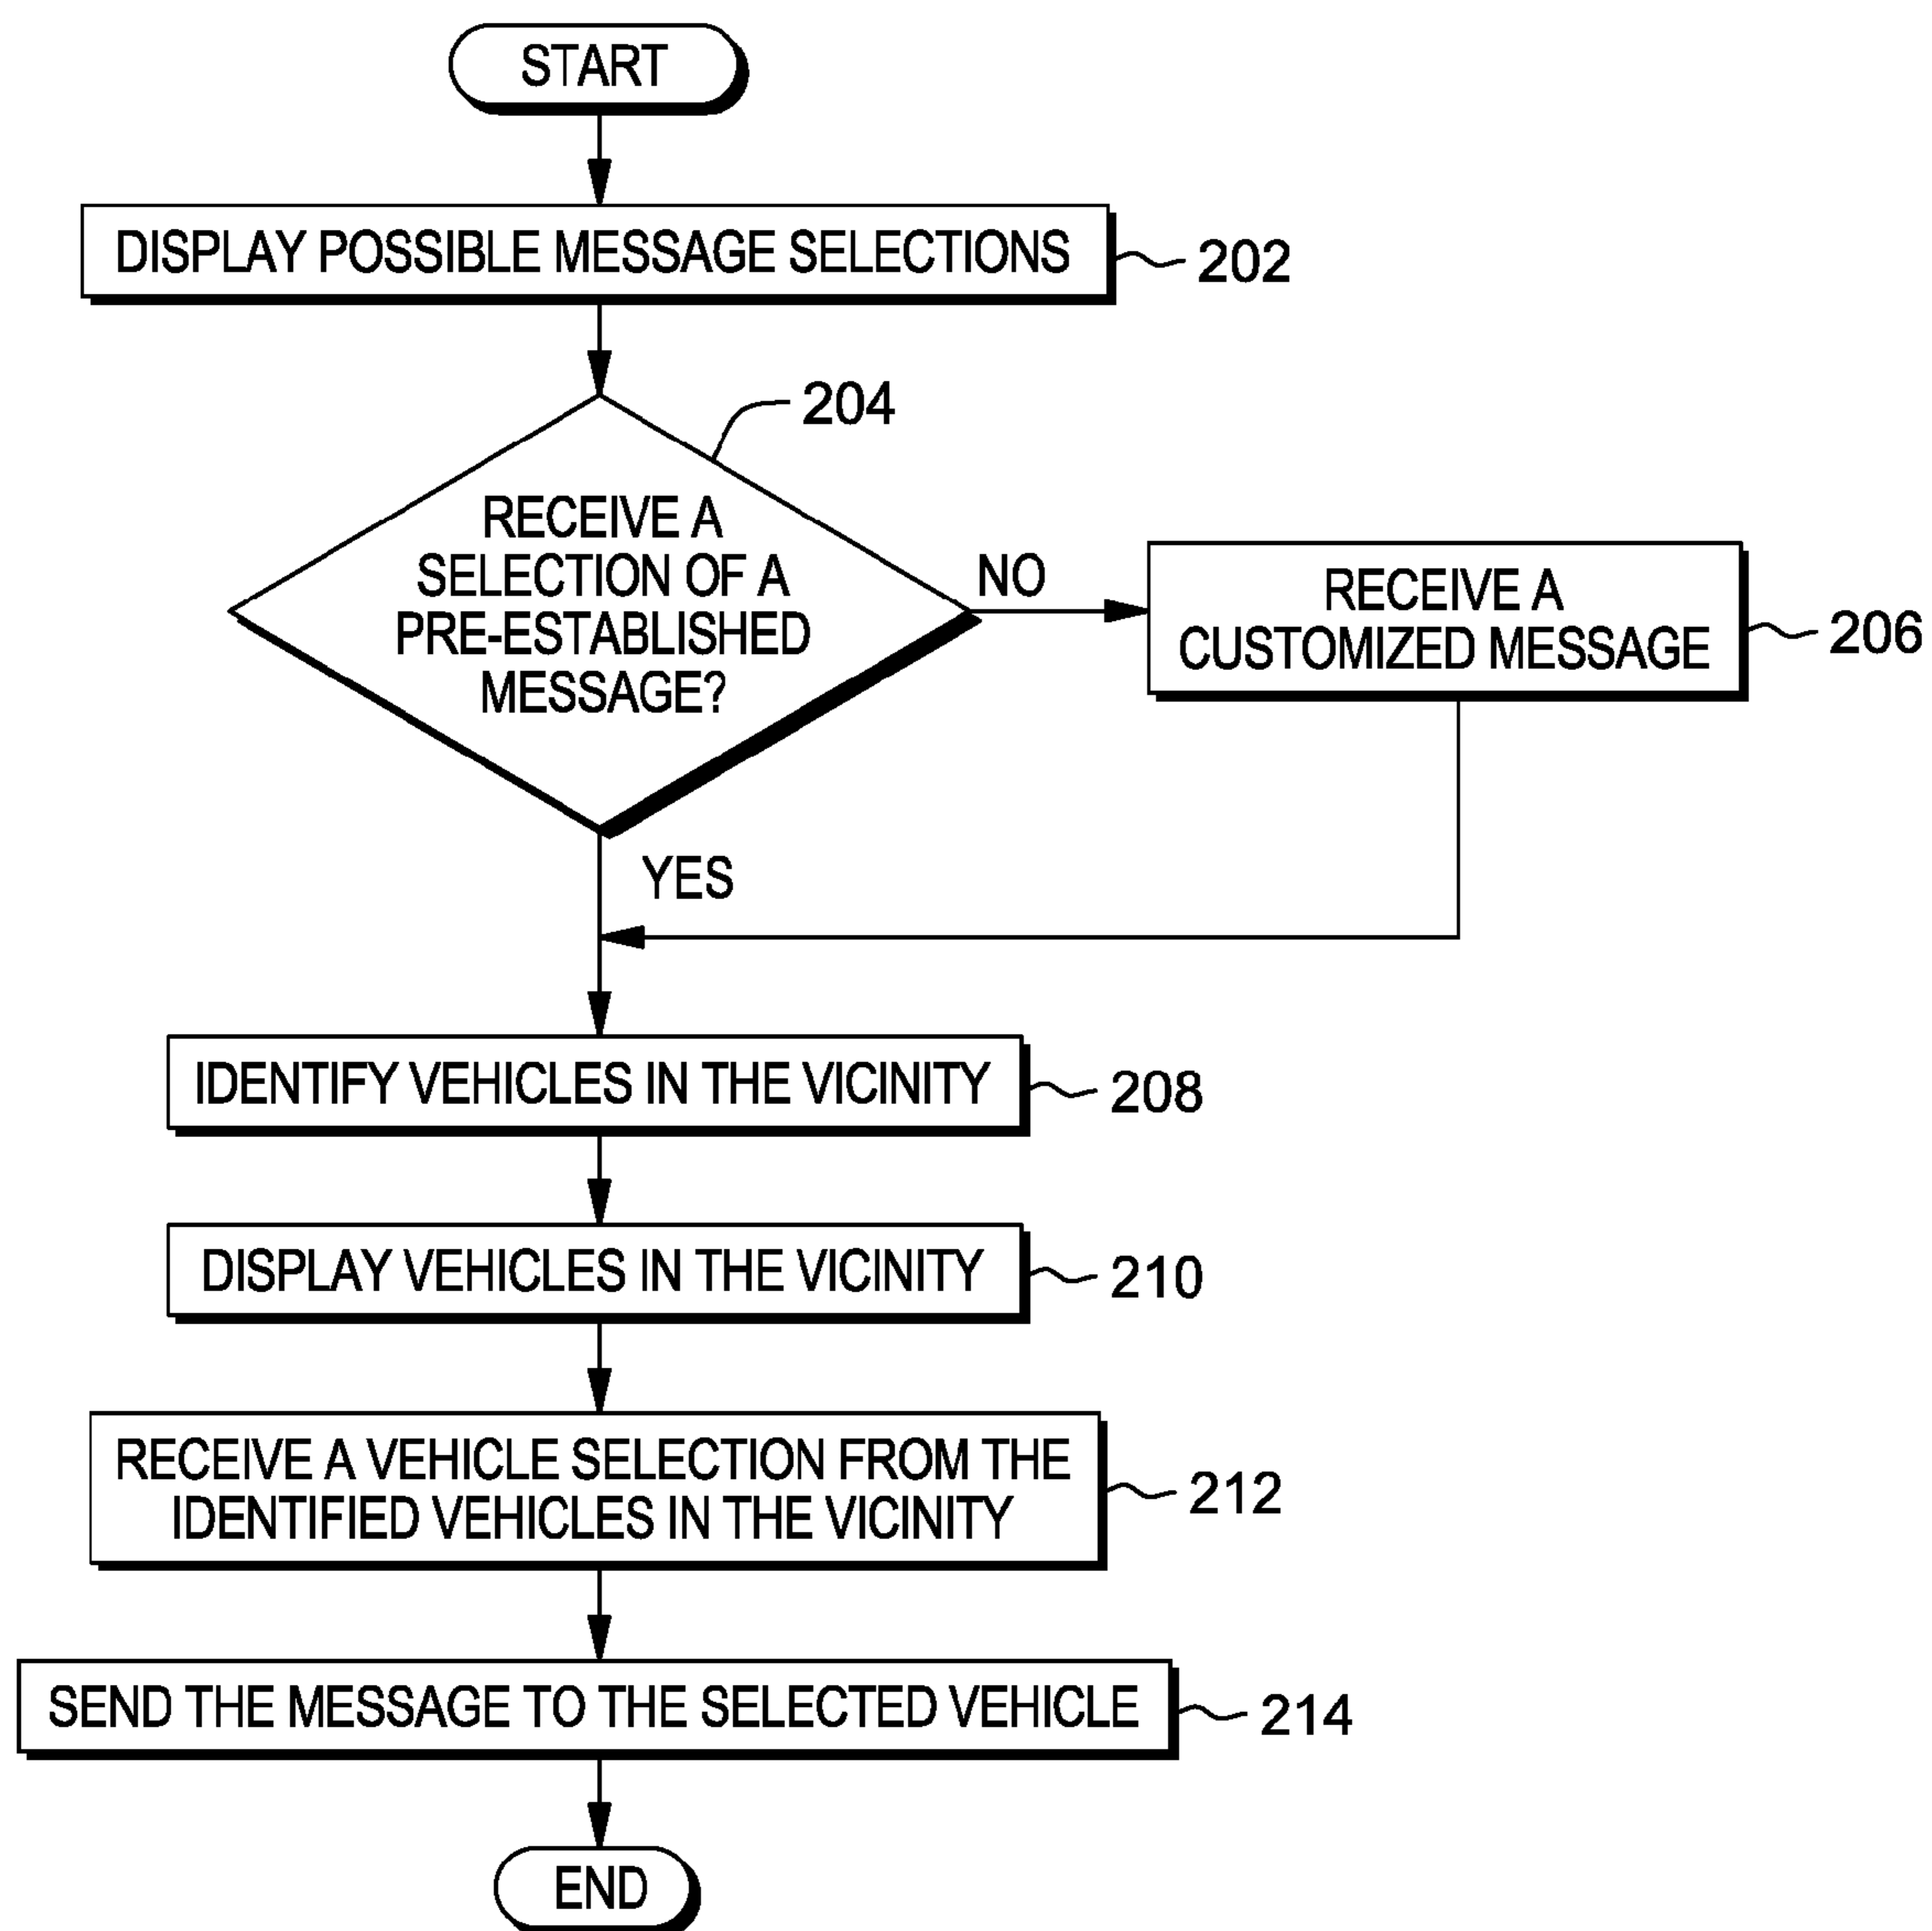 START
DISPLAY POSSIBLE MESSAGE SELECTIONS
202
204
RECEIVE A
SELECTION OF A
PRE-ESTABLISHED
MESSAGE?
NO
RECEIVE A
CUSTOMIZED MESSAGE
206
YES
IDENTIFY VEHICLES IN THE VICINITY
208
DISPLAY VEHICLES IN THE VICINITY
210
RECEIVE A VEHICLE SELECTION FROM THE
IDENTIFIED VEHICLES IN THE VICINITY
212
SEND THE MESSAGE TO THE SELECTED VEHICLE
214
END